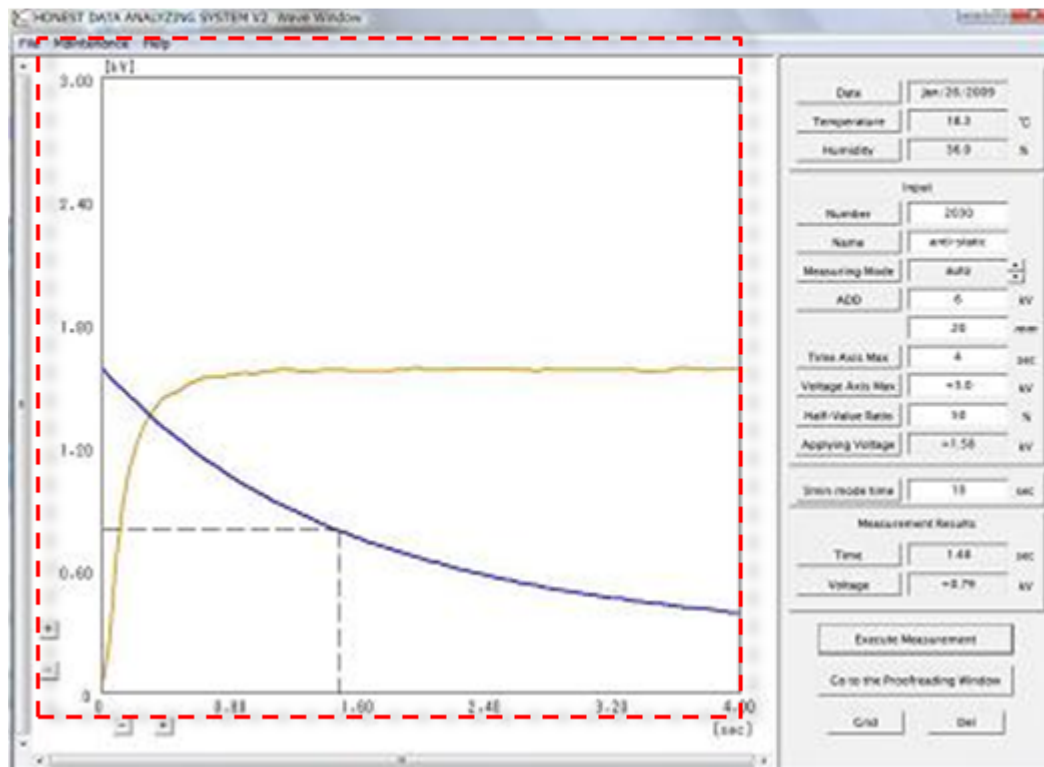 HONEST DATA ANALYZING SYSTEM V2 Wave Window
File Maintenance Help
[kV]
3.00
2.40
1.80
1.20
0.60
0
0 0.80 1.60 2.40 3.20 4.00
[sec]
+
-
- +
Data Jan/26/2009
Temperature 18.3 ℃
Humidity 36.0 %
Input
Number 2030
Name anti-static
Measuring Mode auto
ADD 6 kV
20 mm
Time Axis Max 4 sec
Voltage Axis Max +3.0 kV
Half-Value Ratio 50 %
Applying Voltage +1.58 kV
3min mode time 10 sec
Measurement Results
Time 1.48 sec
Voltage +0.79 kV
Execute Measurement
Go to the Proofreading Window
Grid Del